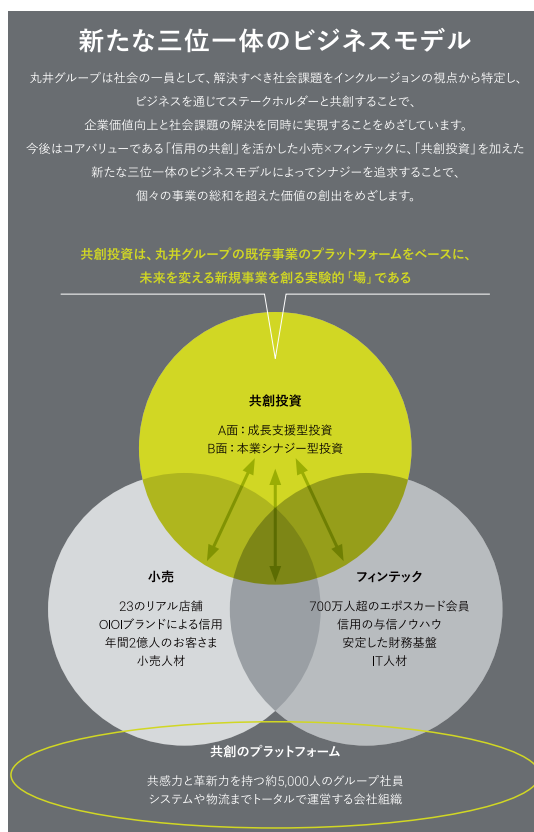 新たな三位一体のビジネスモデル
丸井グループは社会の一員として、解決すべき社会課題をインクルージョンの視点から特定し、
ビジネスを通じてステークホルダーと共創することで、
企業価値向上と社会課題の解決を同時に実現することをめざしています。
今後はコアバリューである「信用の共創」を活かした小売×フィンテックに、「共創投資」を加えた
新たな三位一体のビジネスモデルによってシナジーを追求することで、
個々の事業の総和を超えた価値の創出をめざします。
共創投資は、丸井グループの既存事業のプラットフォームをベースに、
未来を変える新規事業を創る実験的「場」である
共創投資
A面：成長支援型投資
B面：本業シナジー型投資
小売
23のリアル店舗
OIOIブランドによる信用
年間2億人のお客さま
小売人材
フィンテック
700万人超のエポスカード会員
信用の与信ノウハウ
安定した財務基盤
IT人材
共創のプラットフォーム
共感力と革新力を持つ約5,000人のグループ社員
システムや物流までトータルで運営する会社組織